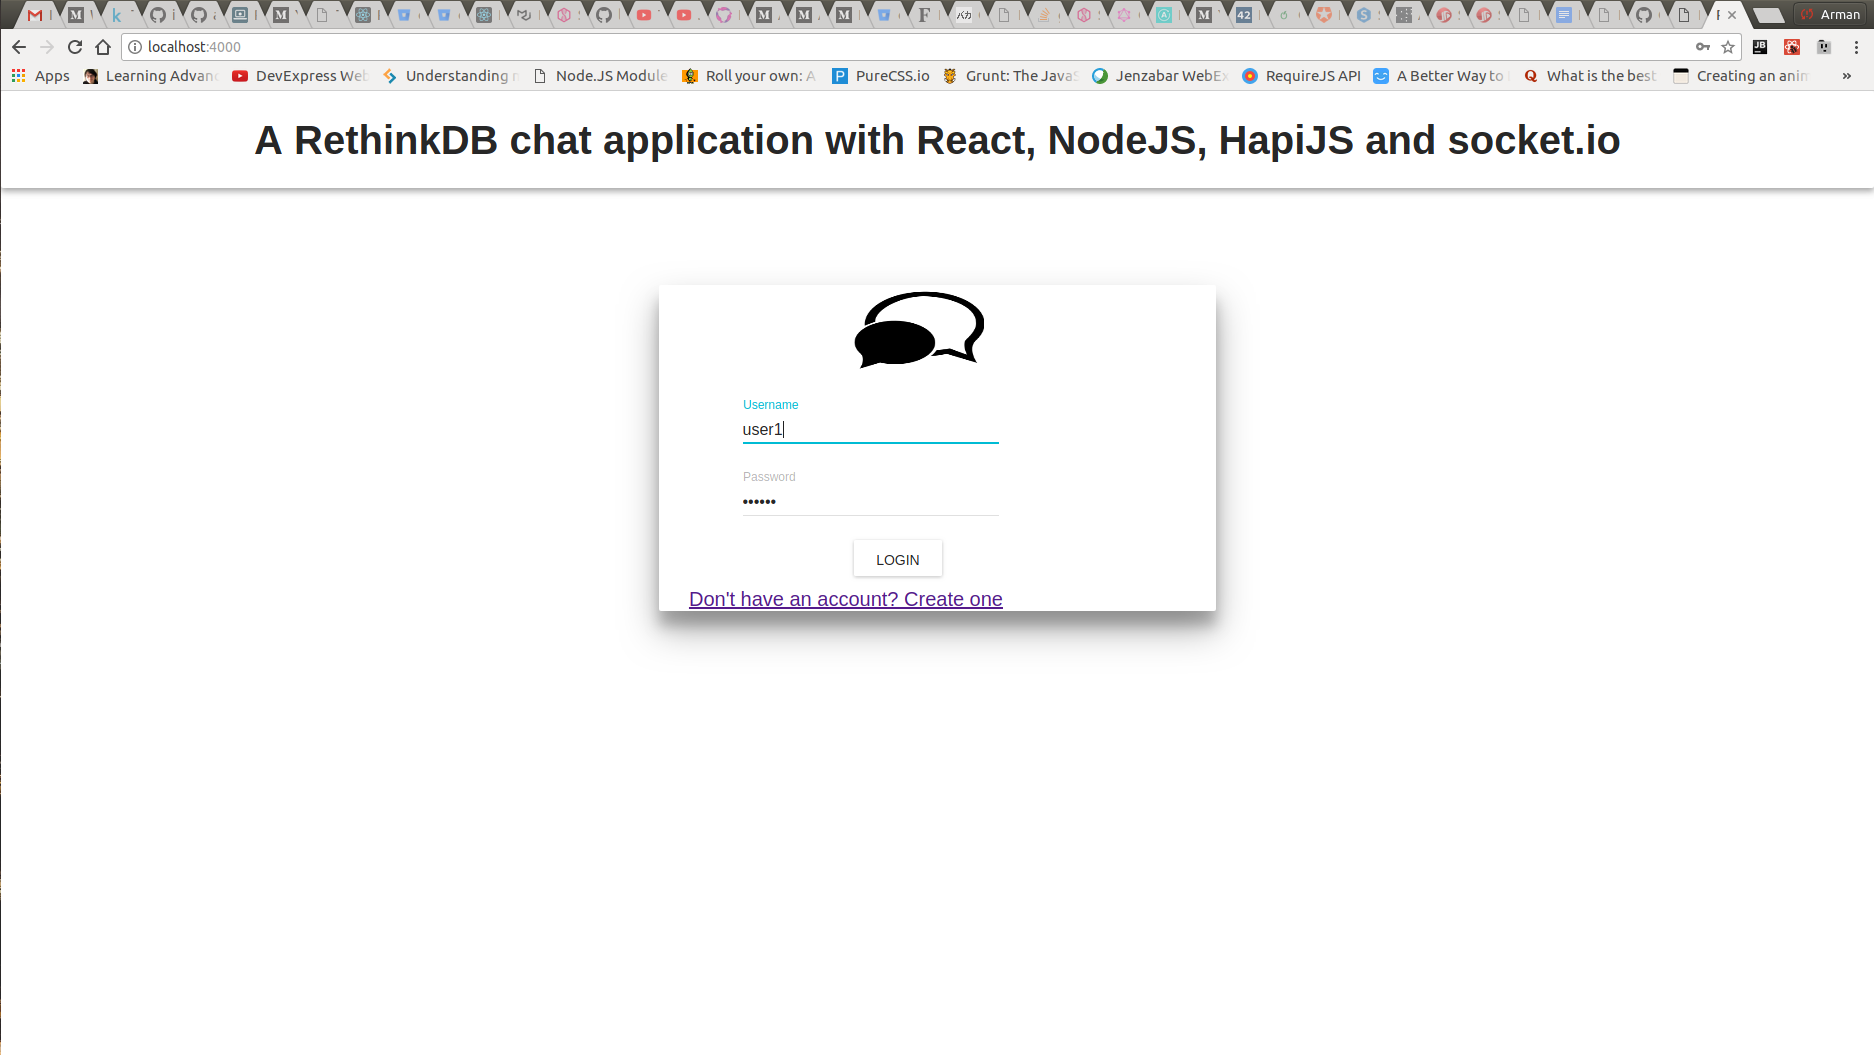 Arman
localhost:4000
Apps
Learning Advan
DevExpress Web
Understanding
Node.JS Module
Roll your own: A
PureCSS.io
Grunt: The JavaS
Jenzabar WebEx
RequireJS API
A Better Way to
What is the best
Creating an anim
»
A RethinkDB chat application with React, NodeJS, HapiJS and socket.io
Username
user1
Password
••••••
LOGIN
Don't have an account? Create one